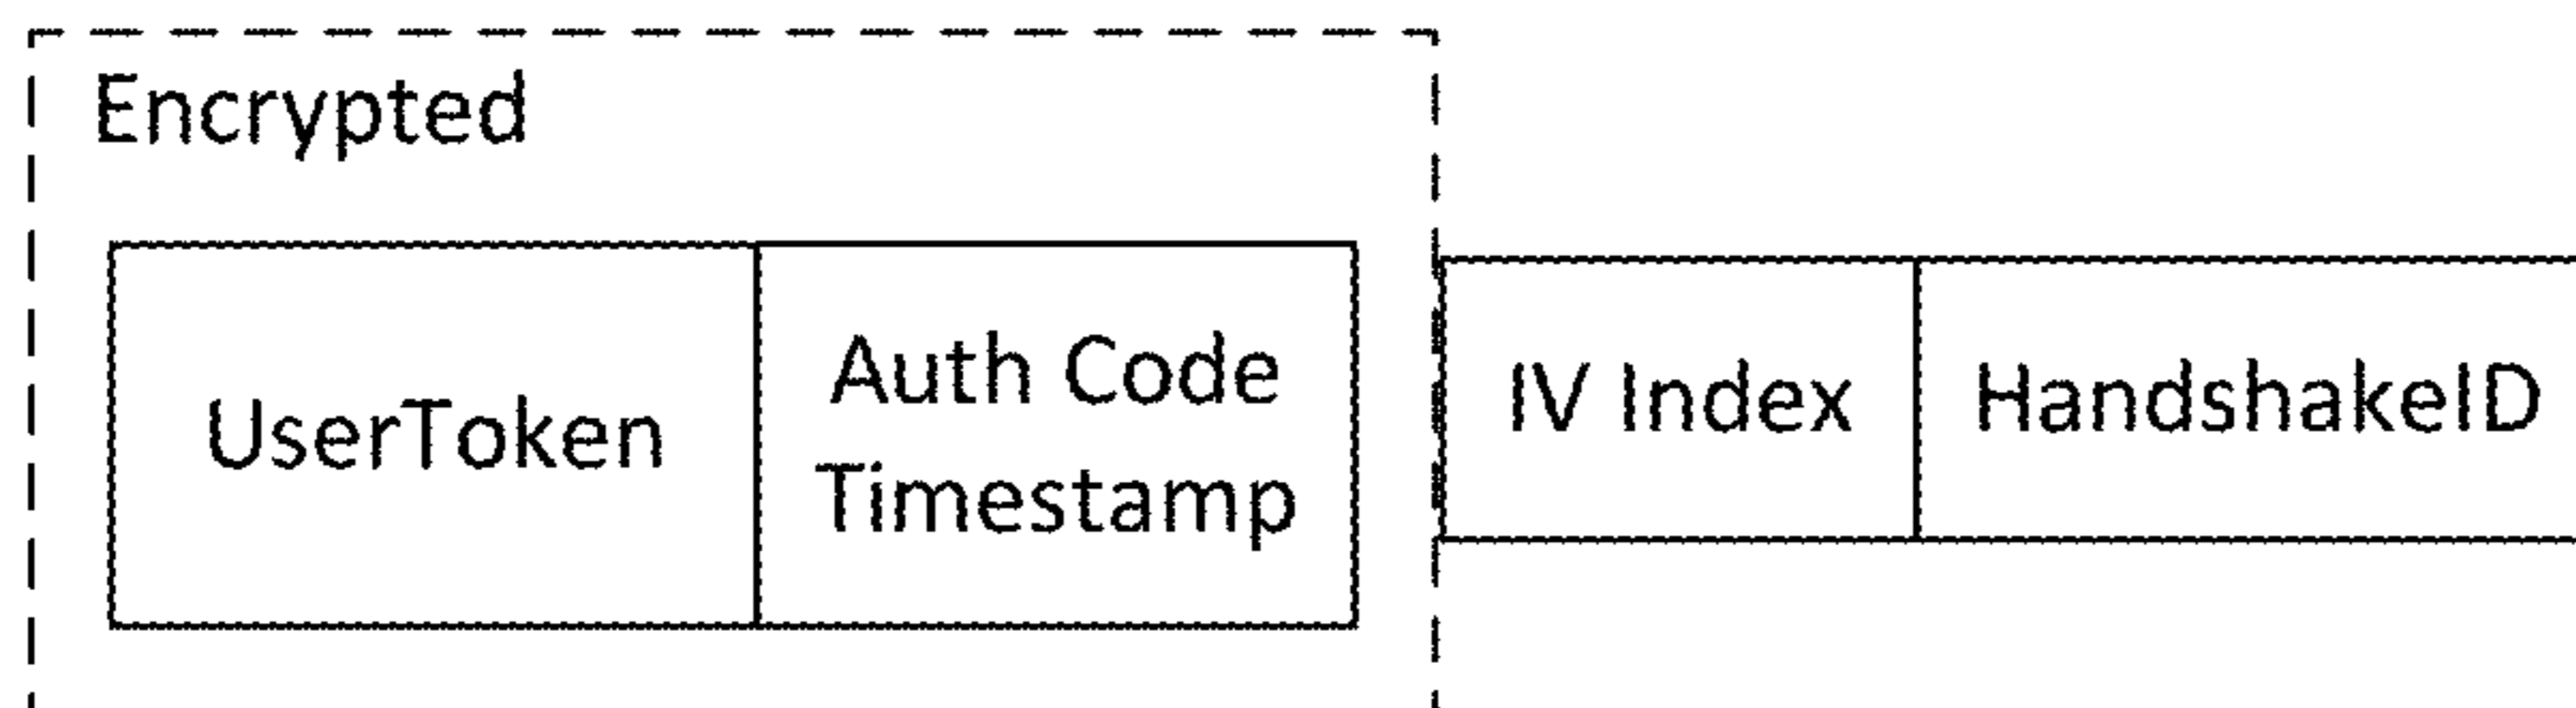 Encrypted
UserToken
Auth Code
Timestamp
IV Index
HandshakeID